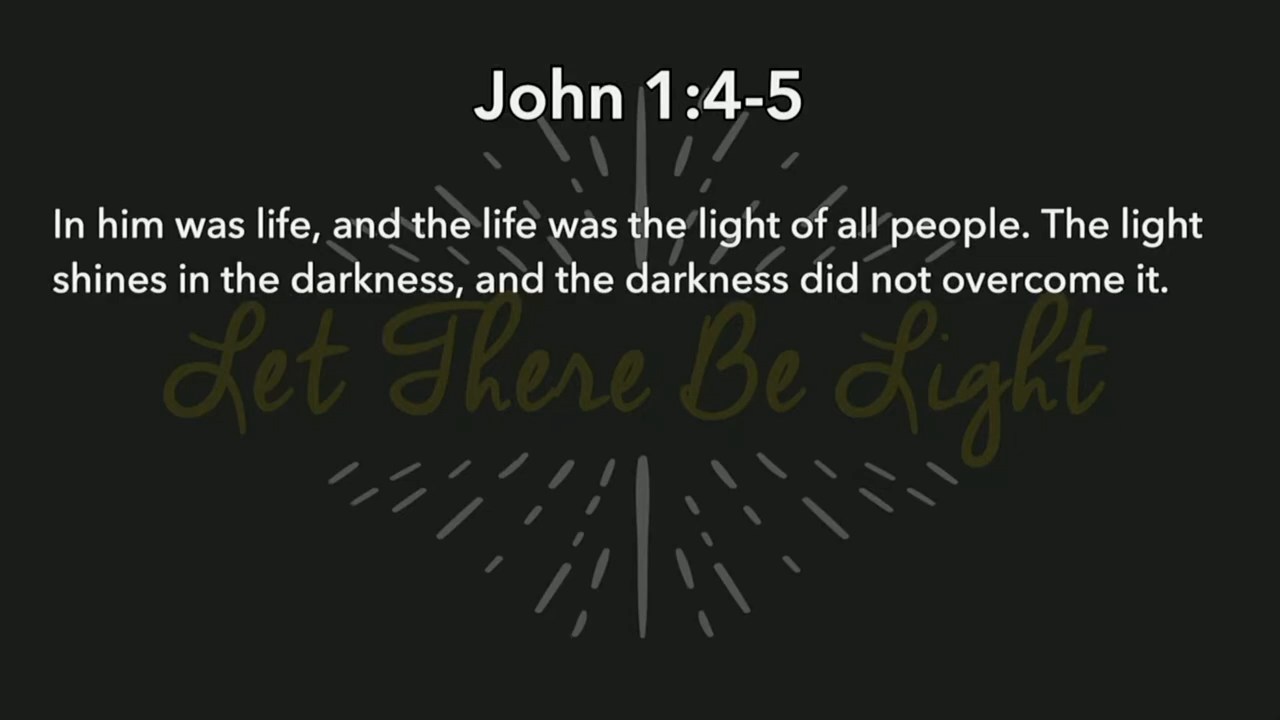 John 1:4-5
In him was life, and the life was the light of all people. The light
shines in the darkness, and the darkness did not overcome it.
Let There Be Light